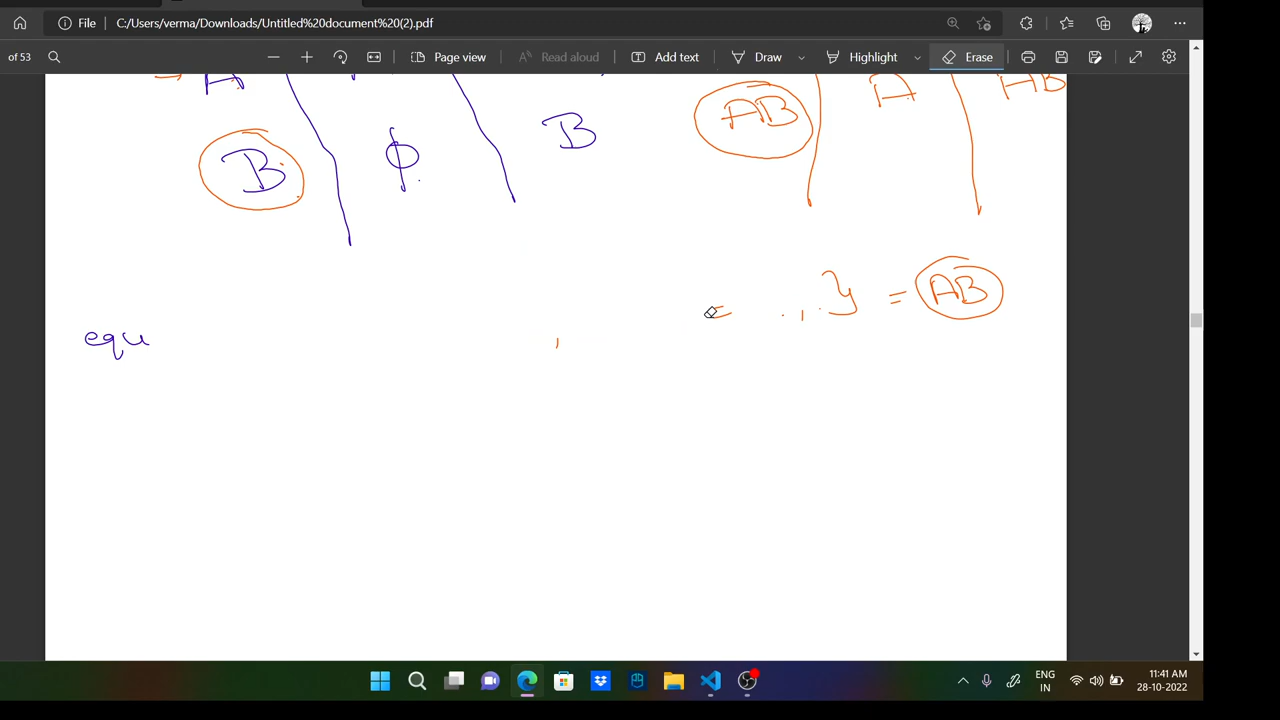 File C:/Users/verma/Downloads/Untitled%20document%20(2).pdf
of 53 Page view Read aloud Add text Draw Highlight Erase
A
AB A AB
B ϕ B
= . , . y = AB
equ ,
ENG
IN
11:41 AM
28-10-2022